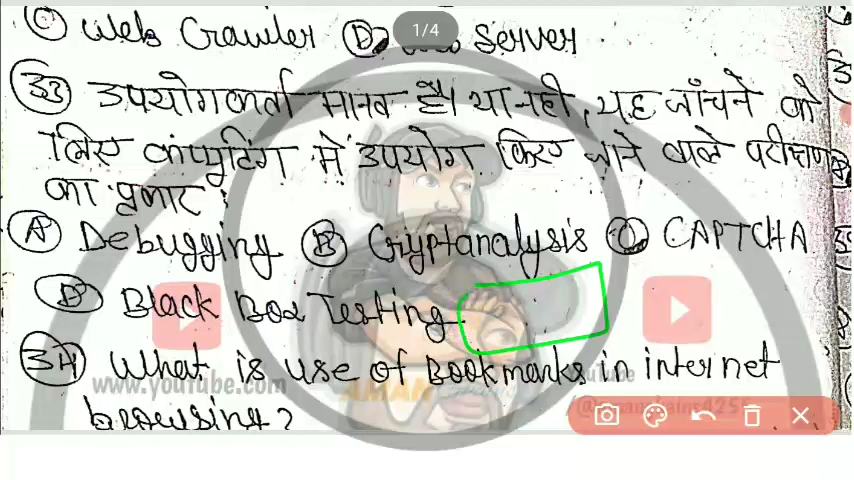 C Web Crawler D Server
1/4
33 उपयोगकर्ता मानव है। या नही, यह जाँचने के
लिए कंप्युटिंग में उपयोग किए जाने वाले परीक्षण
का प्रकार :
A Debugging B Cryptanalysis C CAPTCHA
D Black Box Testing
34 What is use of Bookmarks in internet
browsing?
www.youtube.com
AMAN